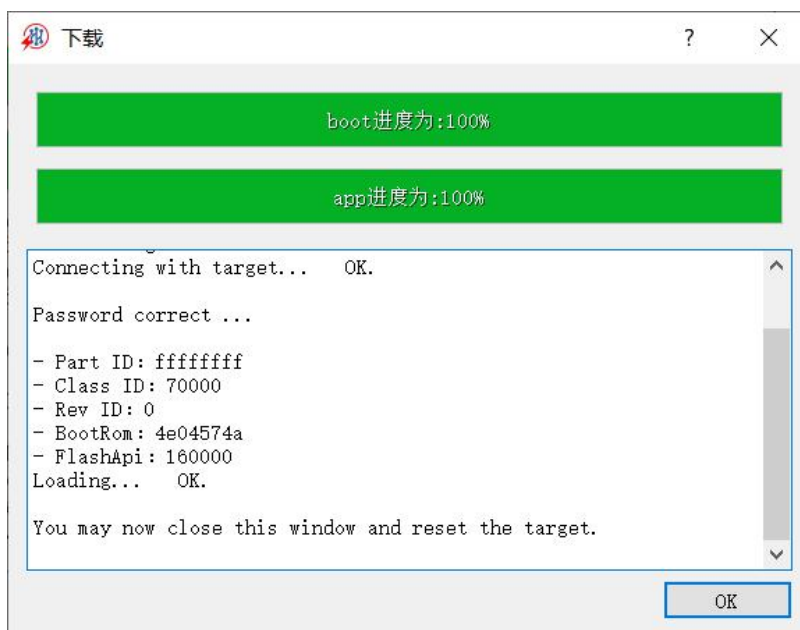 下载
?
boot进度为:100%
app进度为:100%
Connecting with target...   OK.
Password correct ...
- Part ID: ffffffff
- Class ID: 70000
- Rev ID: 0
- BootRom: 4e04574a
- FlashApi: 160000
Loading...   OK.
You may now close this window and reset the target.
OK